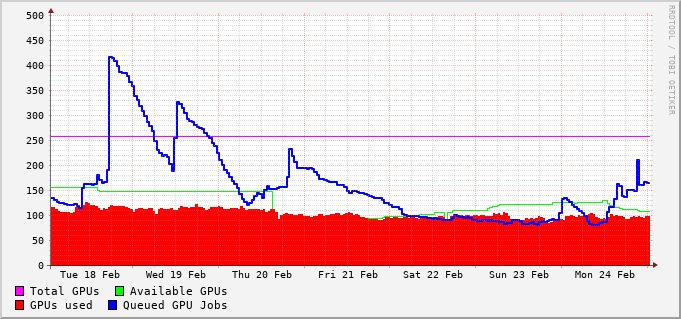 RRDTOOL / TOBI OETIKER
500
450
400
350
300
250
200
150
100
50
0
Tue 18 Feb Wed 19 Feb Thu 20 Feb Fri 21 Feb Sat 22 Feb Sun 23 Feb Mon 24 Feb
Total GPUs Available GPUs
GPUs used Queued GPU Jobs